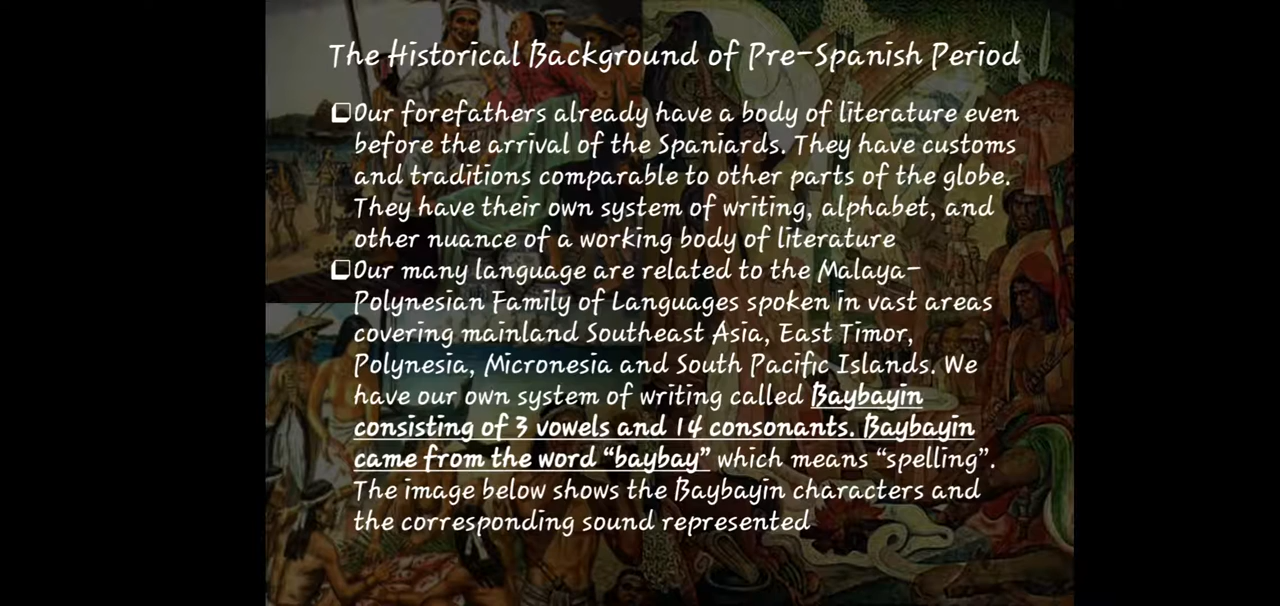 The Historical Background of Pre-Spanish Period
❑Our forefathers already have a body of literature even
before the arrival of the Spaniards. They have customs
and traditions comparable to other parts of the globe.
They have their own system of writing, alphabet, and
other nuance of a working body of literature
❑Our many language are related to the Malaya-
Polynesian Family of Languages spoken in vast areas
covering mainland Southeast Asia, East Timor,
Polynesia, Micronesia and South Pacific Islands. We
have our own system of writing called Baybayin
consisting of 3 vowels and 14 consonants. Baybayin
came from the word “baybay” which means “spelling”.
The image below shows the Baybayin characters and
the corresponding sound represented